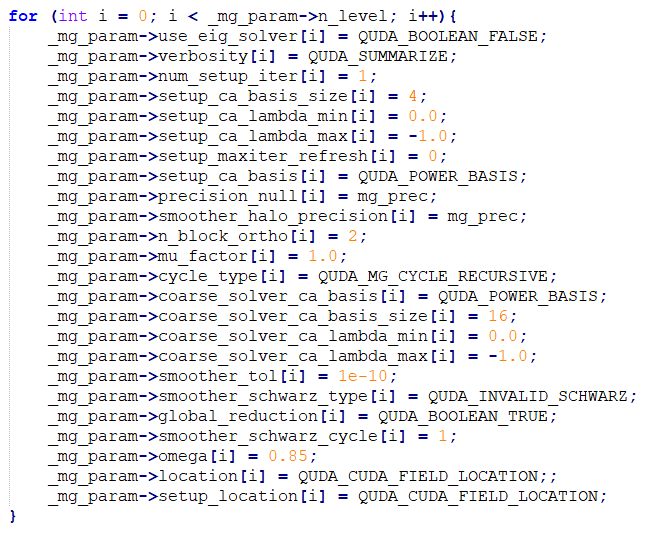 for (int i = 0; i < _mg_param->n_level; i++){
_mg_param->use_eig_solver[i] = QUDA_BOOLEAN_FALSE;
_mg_param->verbosity[i] = QUDA_SUMMARIZE;
_mg_param->num_setup_iter[i] = 1;
_mg_param->setup_ca_basis_size[i] = 4;
_mg_param->setup_ca_lambda_min[i] = 0.0;
_mg_param->setup_ca_lambda_max[i] = -1.0;
_mg_param->setup_maxiter_refresh[i] = 0;
_mg_param->setup_ca_basis[i] = QUDA_POWER_BASIS;
_mg_param->precision_null[i] = mg_prec;
_mg_param->smoother_halo_precision[i] = mg_prec;
_mg_param->n_block_ortho[i] = 2;
_mg_param->mu_factor[i] = 1.0;
_mg_param->cycle_type[i] = QUDA_MG_CYCLE_RECURSIVE;
_mg_param->coarse_solver_ca_basis[i] = QUDA_POWER_BASIS;
_mg_param->coarse_solver_ca_basis_size[i] = 16;
_mg_param->coarse_solver_ca_lambda_min[i] = 0.0;
_mg_param->coarse_solver_ca_lambda_max[i] = -1.0;
_mg_param->smoother_tol[i] = 1e-10;
_mg_param->smoother_schwarz_type[i] = QUDA_INVALID_SCHWARZ;
_mg_param->global_reduction[i] = QUDA_BOOLEAN_TRUE;
_mg_param->smoother_schwarz_cycle[i] = 1;
_mg_param->omega[i] = 0.85;
_mg_param->location[i] = QUDA_CUDA_FIELD_LOCATION;;
_mg_param->setup_location[i] = QUDA_CUDA_FIELD_LOCATION;
}